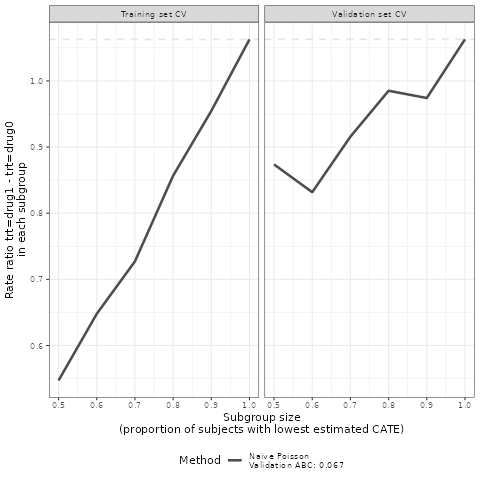 Training set CV
Validation set CV
Rate ratio trt=drug1 - trt=drug0
in each subgroup
1.0
0.9
0.8
0.7
0.6
0.5 0.6 0.7 0.8 0.9 1.0
0.5 0.6 0.7 0.8 0.9 1.0
Subgroup size
(proportion of subjects with lowest estimated CATE)
Method
Naive Poisson
Validation ABC: 0.067